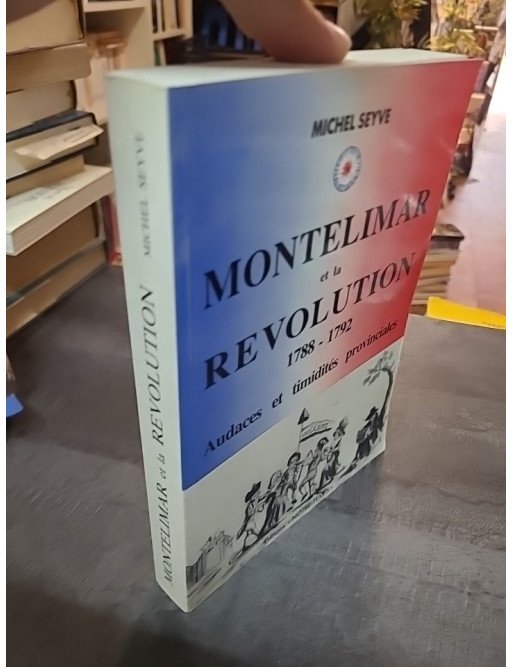 MICHEL SEYVE
MONTELIMAR
et la
REVOLUTION
1788 - 1792
Audaces et timidités provinciales
MONTELIMAR et la REVOLUTION MICHEL SEYVE